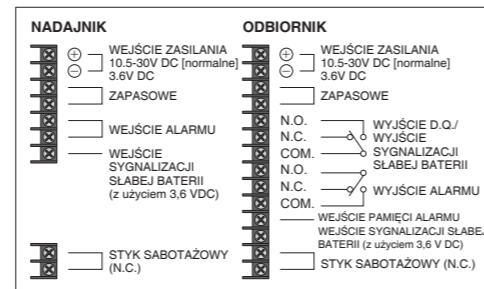 NADAJNIK
⊕ WEJŚCIE ZASILANIA
10.5-30V DC [normalne]
⊖ 3.6V DC
ZAPASOWE
WEJŚCIE ALARMU
WEJŚCIE
SYGNALIZACJI
SŁABEJ BATERII
(z użyciem 3,6 VDC)
STYK SABOTAŻOWY
(N.C.)
ODBIORNIK
⊕ WEJŚCIE ZASILANIA
10.5-30V DC [normalne]
⊖ 3.6V DC
ZAPASOWE
N.O.
N.C.
COM.
WYJŚCIE D.Q./
WYJŚCIE
SYGNALIZACJI
SŁABEJ BATERII
N.O.
N.C.
COM.
WYJŚCIE ALARMU
WEJŚCIE PAMIĘCI ALARMU
WEJŚCIE SYGNALIZACJI SŁABEJ
BATERII (z użyciem 3,6 V DC)
STYK SABOTAŻOWY (N.C.)